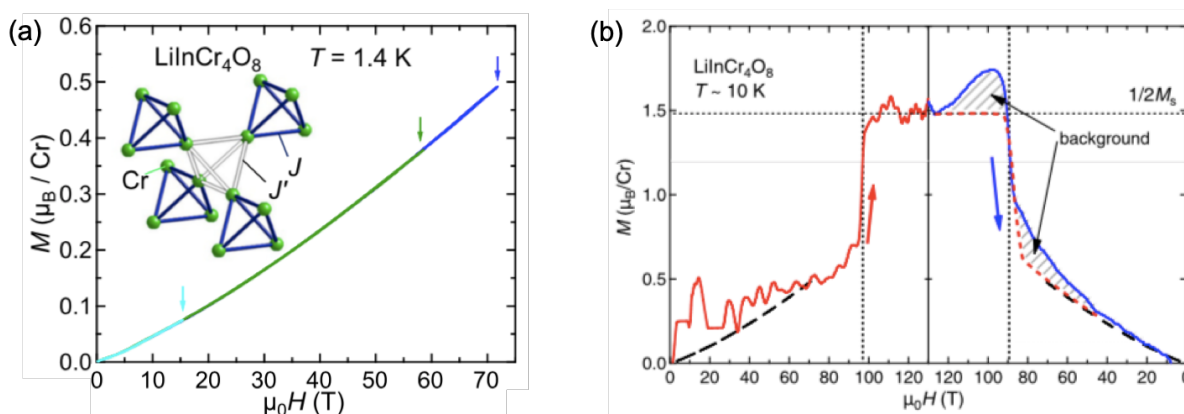 (a)
0.6
0.5
0.4
0.3
0.2
0.1
0.0
M (μB / Cr)
LiInCr4O8
T = 1.4 K
Cr
J
J'
0 10 20 30 40 50 60 70
μ0H (T)
(b)
2.0
1.5
1.0
0.5
0.0
M (μB/Cr)
LiInCr4O8
T ~ 10 K
1/2Ms
background
0 20 40 60 80 100 120 120 100 80 60 40 20 0
μ0H (T)